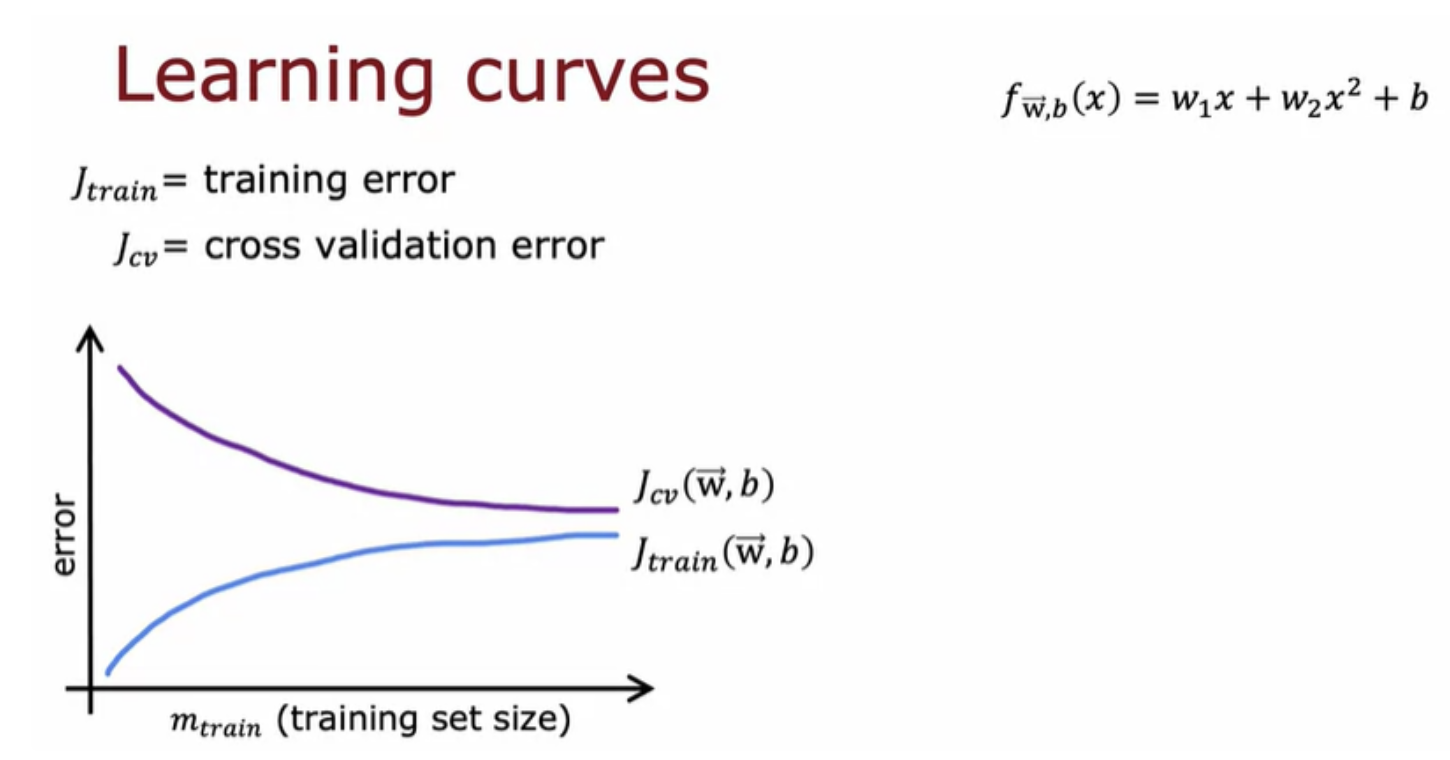 Learning curves
f_{\vec{w},b}(x) = w_1x + w_2x^2 + b
J_{train} = training error
J_{cv} = cross validation error
error
J_{cv}(\vec{w}, b)
J_{train}(\vec{w}, b)
m_{train} (training set size)